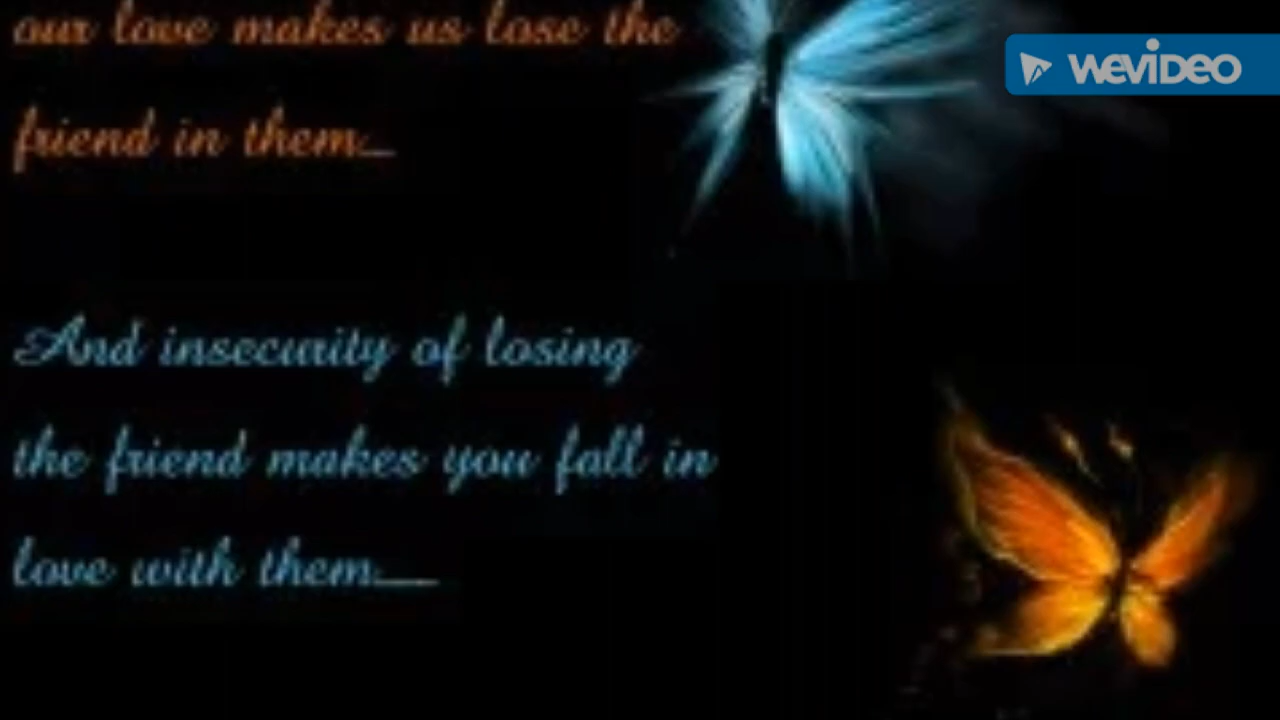 our love makes us lose the
WEVIDEO
friend in them...
And insecurity of losing
the friend makes you fall in
love with them.....